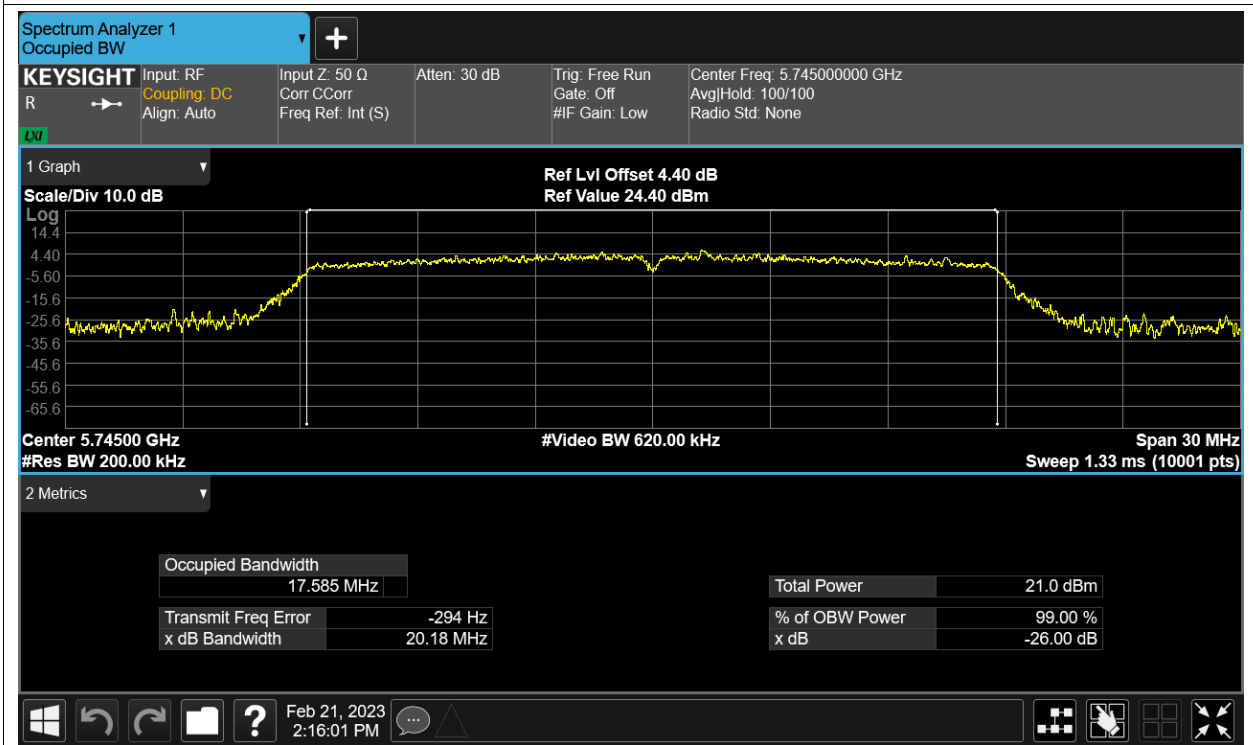 Spectrum Analyzer 1
Occupied BW
+
KEYSIGHT Input: RF Input Z: 50 Ω Atten: 30 dB Trig: Free Run Center Freq: 5.745000000 GHz
R Coupling: DC Corr CCorr Gate: Off Avg|Hold: 100/100
Align: Auto Freq Ref: Int (S) #IF Gain: Low Radio Std: None
LXI
1 Graph
Ref Lvl Offset 4.40 dB
Scale/Div 10.0 dB Ref Value 24.40 dBm
Log
14.4
4.40
-5.60
-15.6
-25.6
-35.6
-45.6
-55.6
-65.6
Center 5.74500 GHz #Video BW 620.00 kHz Span 30 MHz
#Res BW 200.00 kHz Sweep 1.33 ms (10001 pts)
2 Metrics
Occupied Bandwidth
17.585 MHz Total Power 21.0 dBm
Transmit Freq Error -294 Hz % of OBW Power 99.00 %
x dB Bandwidth 20.18 MHz x dB -26.00 dB
? Feb 21, 2023
2:16:01 PM